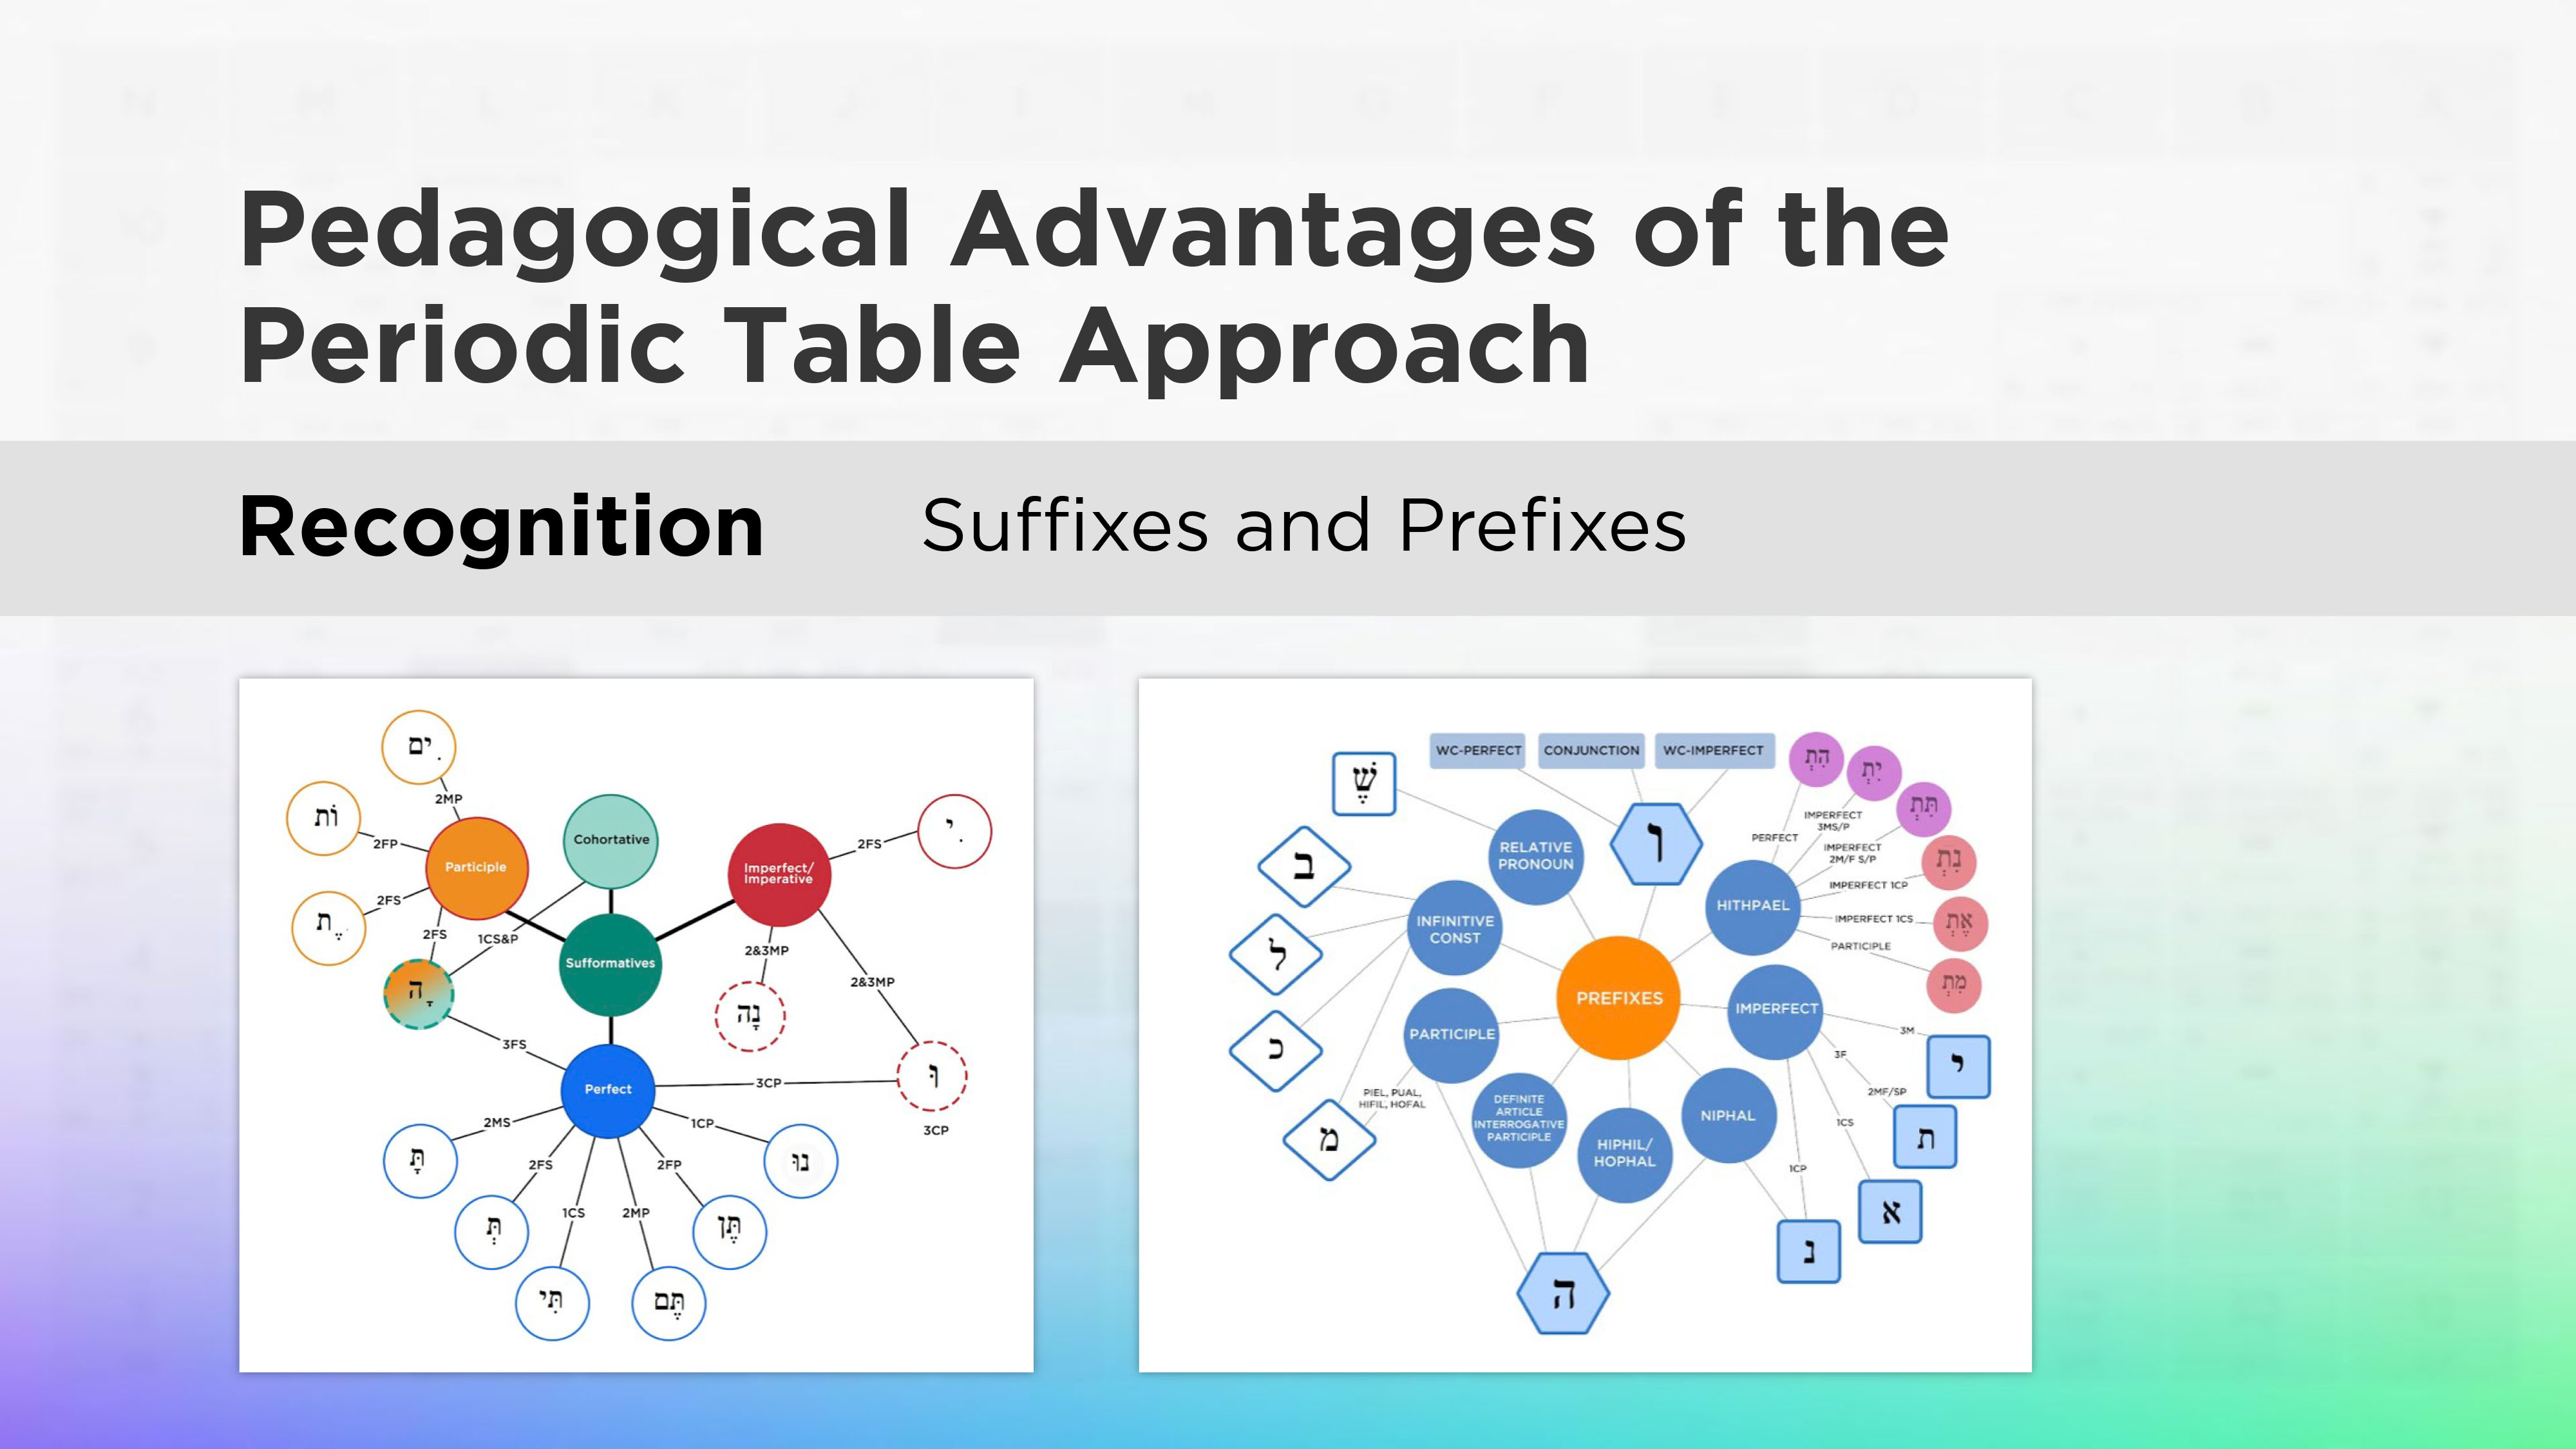 Pedagogical Advantages of the
Periodic Table Approach
Recognition
Suffixes and Prefixes
ִים
2MP
וֹת
2FP
Participle
2FS
ֶ ֶת
2FS
1CS&P
ָה
3FS
Cohortative
Sufformatives
Imperfect/
Imperative
2FS
ִי
2&3MP
נָה
2&3MP
וּ
3CP
3CP
Perfect
2MS
תָּ
2FS
תְּ
1CS
תִּי
2MP
תֶּם
2FP
תֶּן
1CP
נוּ
WC-PERFECT
CONJUNCTION
WC-IMPERFECT
ו
שֶׁ
RELATIVE
PRONOUN
ב
ל
כ
מ
INFINITIVE
CONST
PARTICIPLE
PIEL, PUAL,
HIFIL, HOFAL
DEFINITE
ARTICLE
INTERROGATIVE
PARTICIPLE
HIPHIL/
HOPHAL
NIPHAL
PREFIXES
HITHPAEL
PERFECT
הִתְ
IMPERFECT
3MS/P
יִתְ
IMPERFECT
2M/F S/P
תִּתְ
IMPERFECT 1CP
נִתְ
IMPERFECT 1CS
אֶתְ
PARTICIPLE
מִתְ
IMPERFECT
3M
י
3F
2MF/SP
ת
1CS
א
1CP
נ
ה